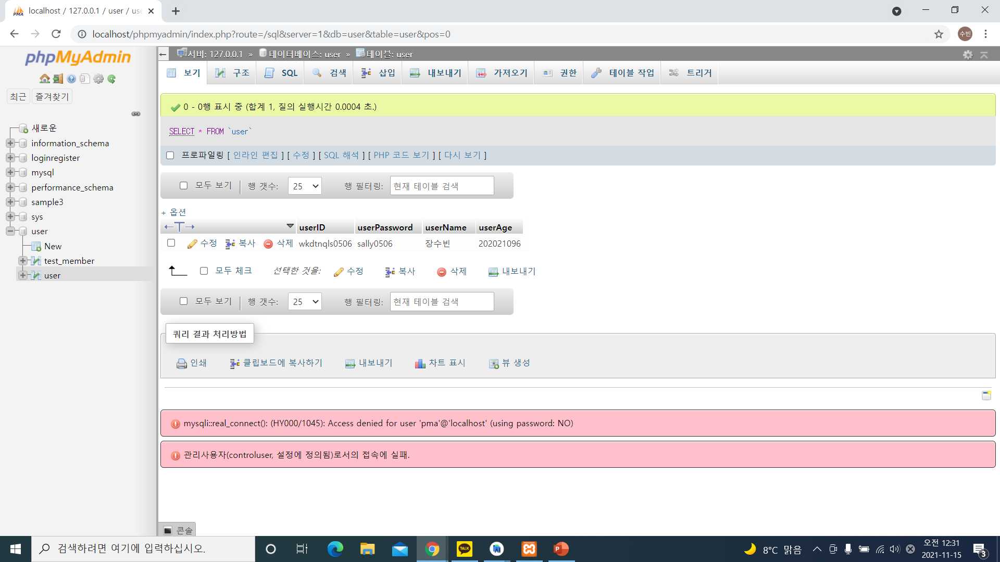 localhost / 127.0.0.1 / user / use
localhost/phpmyadmin/index.php?route=/sql&server=1&db=user&table=user&pos=0
수빈
phpMyAdmin
최근 즐겨찾기
새로운
information_schema
loginregister
mysql
performance_schema
sample3
sys
user
New
test_member
user
서버: 127.0.0.1 » 데이터베이스: user » 테이블: user
보기 구조 SQL 검색 삽입 내보내기 가져오기 권한 테이블 작업 트리거
0 - 0행 표시 중 (합계 1, 질의 실행시간 0.0004 초.)
SELECT * FROM `user`
프로파일링 [ 인라인 편집 ] [ 수정 ] [ SQL 해석 ] [ PHP 코드 보기 ] [ 다시 보기 ]
모두 보기 행 갯수: 25 행 필터링: 현재 테이블 검색
+ 옵션
←T→ userID userPassword userName userAge
수정 복사 삭제 wkdtnqls0506 sally0506 장수빈 202021096
모두 체크 선택한 것을: 수정 복사 삭제 내보내기
모두 보기 행 갯수: 25 행 필터링: 현재 테이블 검색
쿼리 결과 처리방법
인쇄 클립보드에 복사하기 내보내기 차트 표시 뷰 생성
mysqli::real_connect(): (HY000/1045): Access denied for user 'pma'@'localhost' (using password: NO)
관리사용자(controluser, 설정에 정의됨)로서의 접속에 실패.
콘솔
검색하려면 여기에 입력하십시오.
TALK
8°C 맑음
오전 12:31
2021-11-15
3